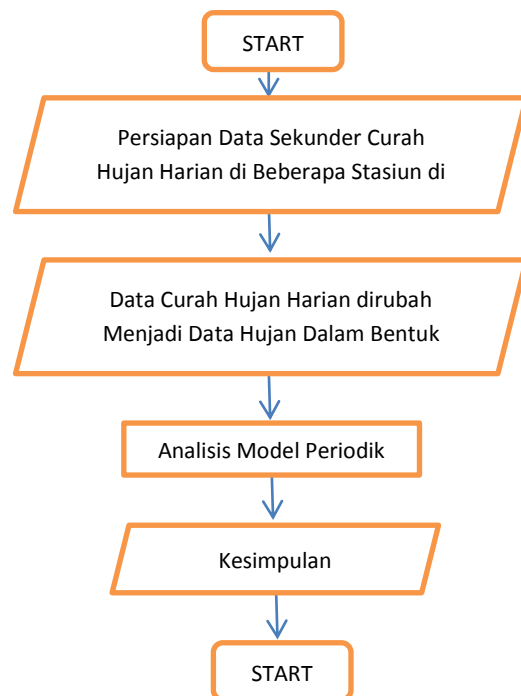 START
Persiapan Data Sekunder Curah
Hujan Harian di Beberapa Stasiun di
Data Curah Hujan Harian dirubah
Menjadi Data Hujan Dalam Bentuk
Analisis Model Periodik
Kesimpulan
START